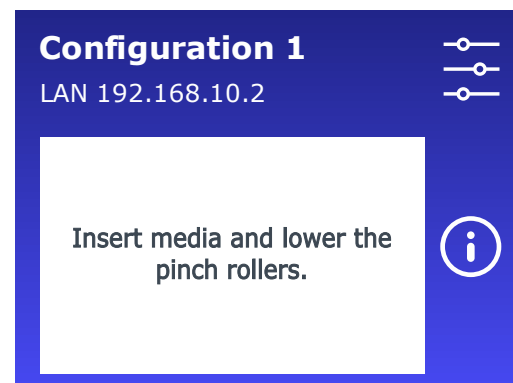 Configuration 1
LAN 192.168.10.2
Insert media and lower the
pinch rollers.